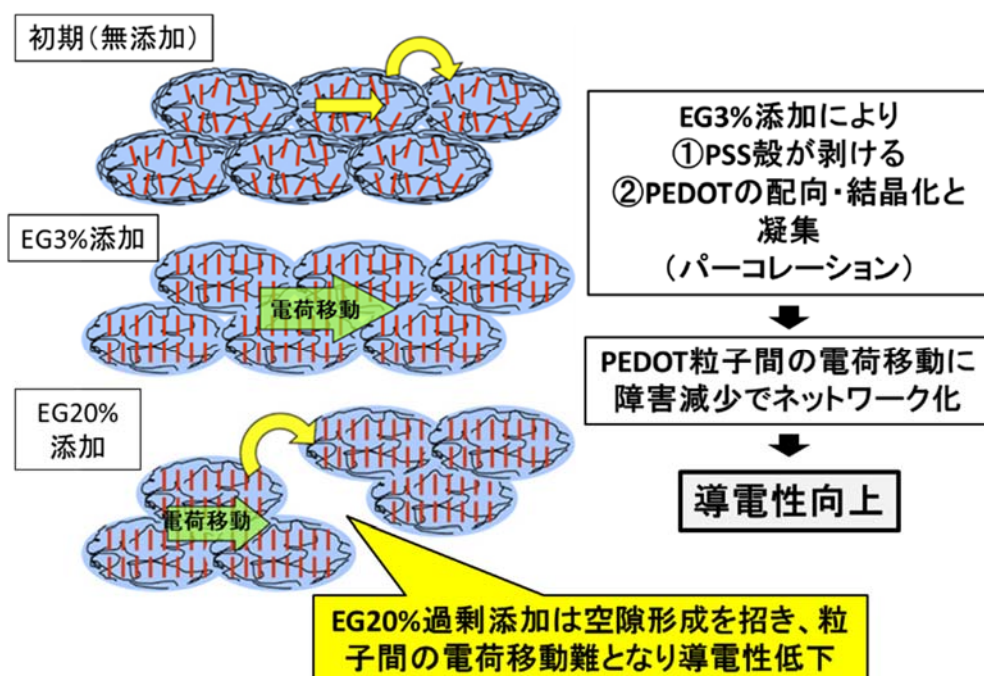 初期（無添加）
EG3%添加
電荷移動
EG20%
添加
電荷移動
EG3%添加により
①PSS殻が剥ける
②PEDOTの配向・結晶化と
凝集
（パーコレーション）
PEDOT粒子間の電荷移動に
障害減少でネットワーク化
導電性向上
EG20%過剰添加は空隙形成を招き、粒
子間の電荷移動難となり導電性低下